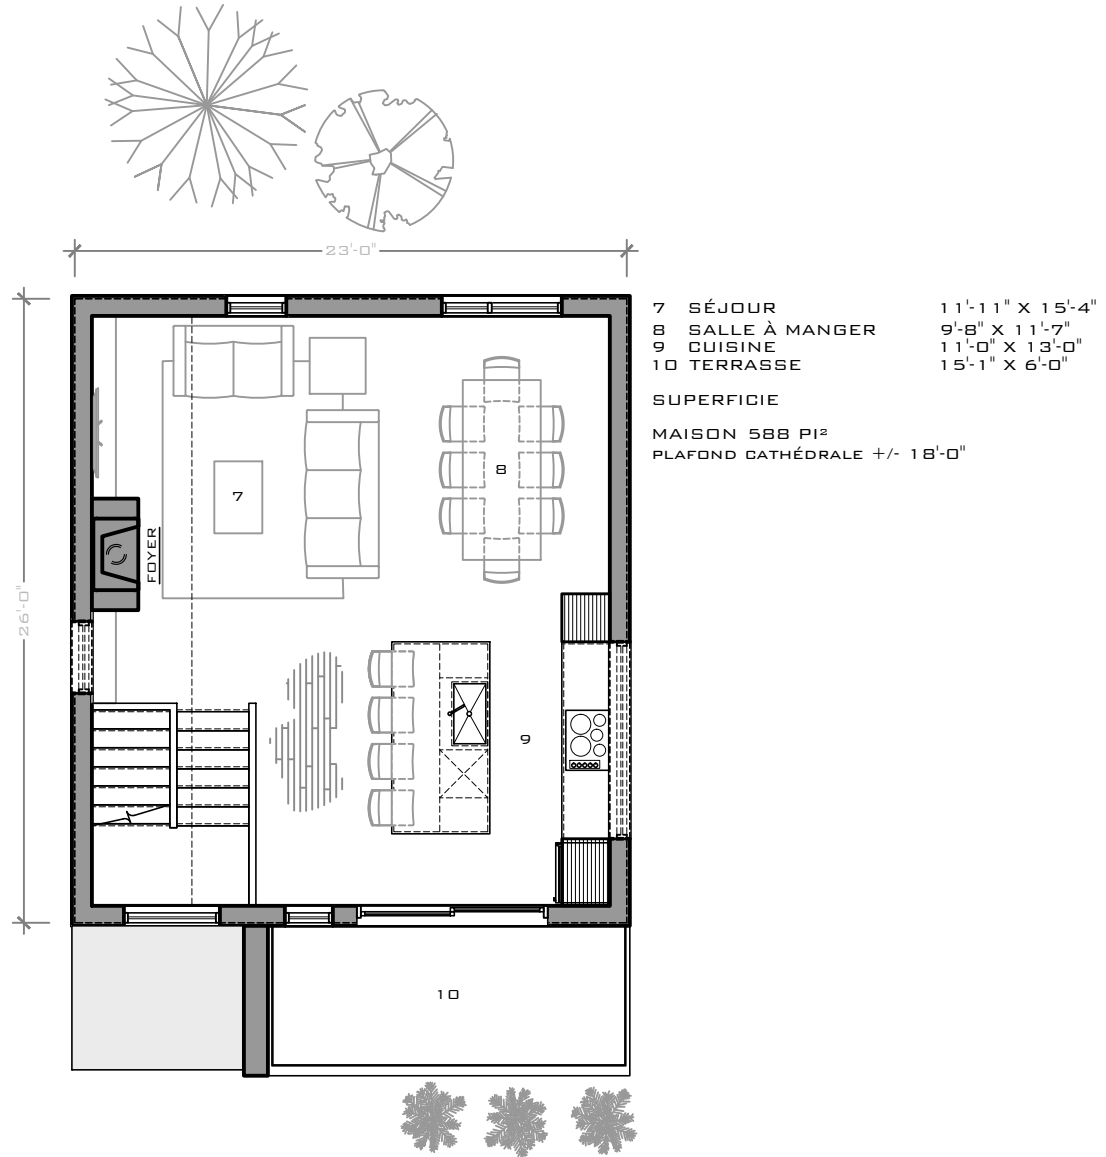 23'-0"
7 SÉJOUR 11'-11" X 15'-4"
8 SALLE À MANGER 9'-8" X 11'-7"
9 CUISINE 11'-0" X 13'-0"
10 TERRASSE 15'-1" X 6'-0"
SUPERFICIE
MAISON 588 PI²
PLAFOND CATHÉDRALE +/- 18'-0"
8
7
FOYER
26'-0"
9
10